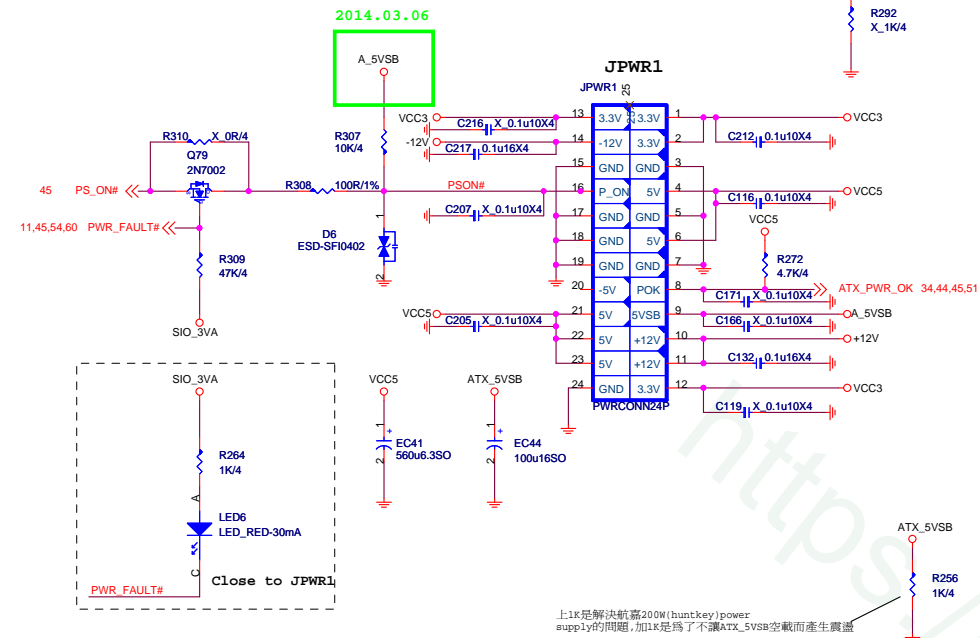 2014.03.06
A_5VSB
R292
X_1K/4
JPWR1
JPWR1
25
25
R310 X_0R/4
Q79
2N7002
R307
10K/4
VCC3
C216 X_0.1u10X4
-12V
C217 0.1u16X4
13 3.3V 3.3V 1
VCC3
14 -12V 3.3V 2
C212 0.1u10X4
15 GND GND 3
45 PS_ON#
R308 100R/1%
PSON#
16 P_ON 5V 4
VCC5
C116 X_0.1u10X4
C207 X_0.1u10X4
17 GND GND 5
VCC5
11,45,54,60 PWR_FAULT#
1
D6
ESD-SFI0402
2
18 GND 5V 6
R309
47K/4
19 GND GND 7
R272
4.7K/4
20 -5V POK 8
ATX_PWR_OK 34,44,45,51
C171 X_0.1u10X4
SIO_3VA
VCC5
C205 X_0.1u10X4
21 5V 5VSB 9
A_5VSB
C166 X_0.1u10X4
22 5V +12V 10
+12V
23 5V +12V 11
C132 0.1u16X4
24 GND 3.3V 12
VCC3
PWRCONN24P
C119 X_0.1u10X4
SIO_3VA
R264
1K/4
A
LED6
LED_RED-30mA
C
Close to JPWR1
PWR_FAULT#
VCC5
1
+
EC41
560u6.3SO
2
ATX_5VSB
1
+
EC44
100u16SO
2
ATX_5VSB
R256
1K/4
上1K是解決航嘉200W(huntkey)power
supply的問題,加1K是爲了不讓ATX_5VSB空載而產生震盪
https:/